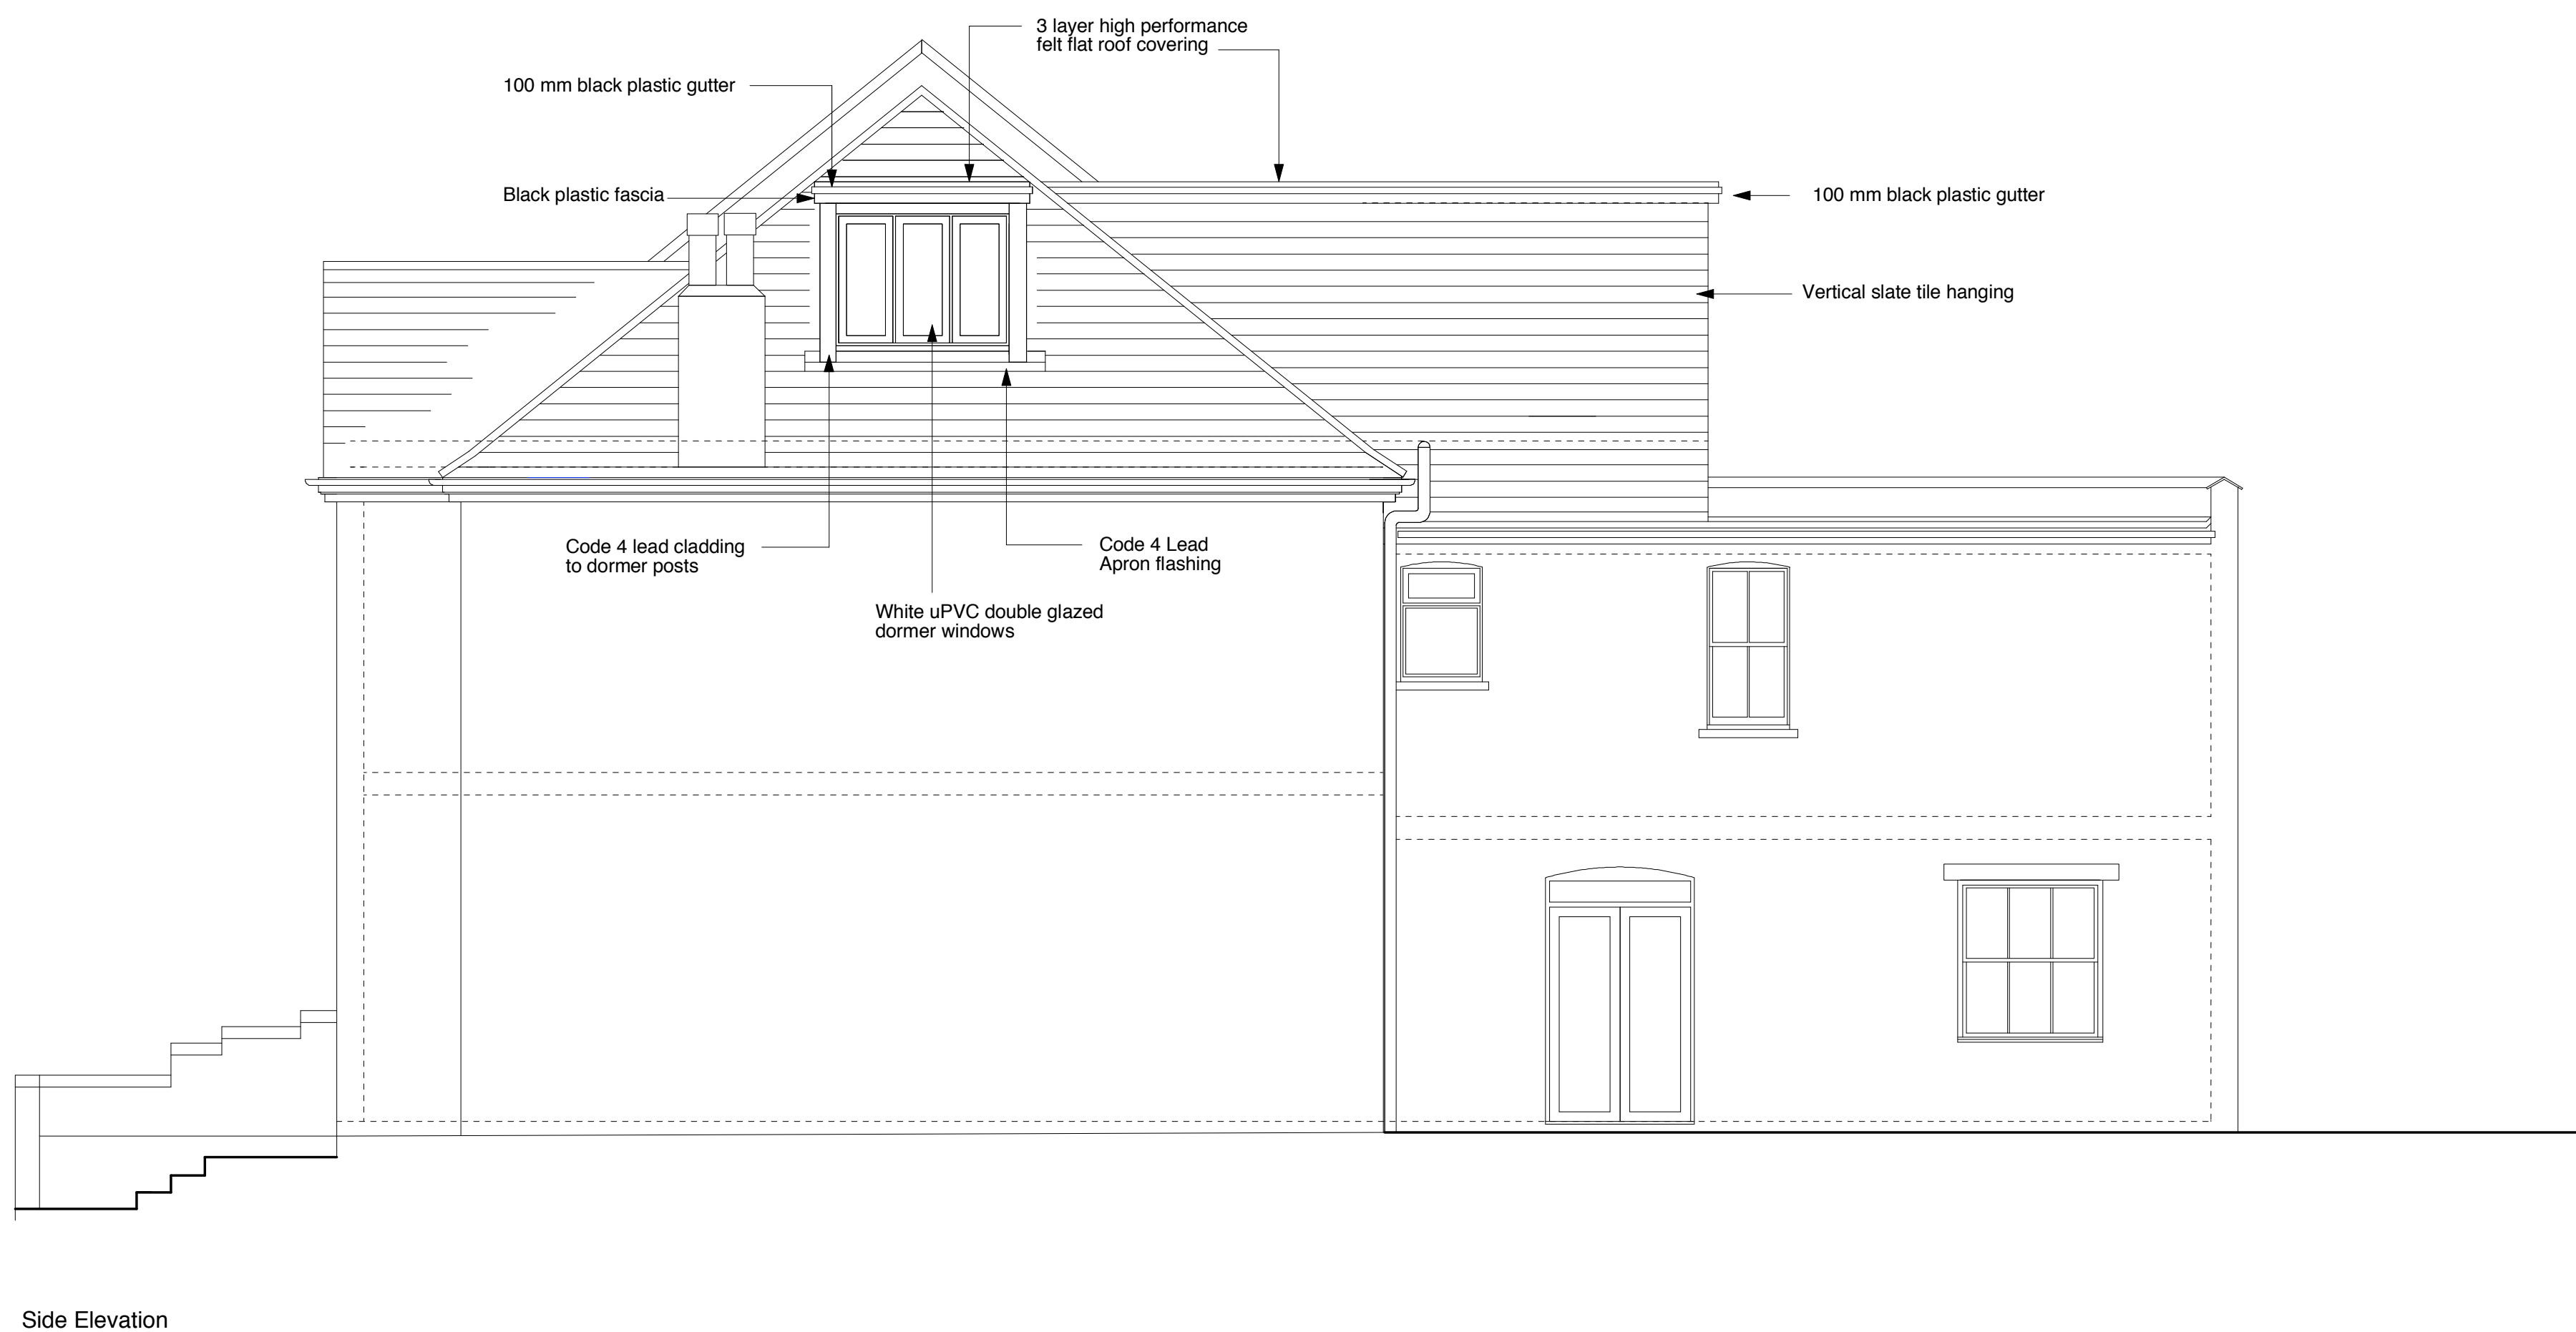 3 layer high performance
felt flat roof covering
100 mm black plastic gutter
Black plastic fascia
100 mm black plastic gutter
Vertical slate tile hanging
Code 4 lead cladding
to dormer posts
Code 4 Lead
Apron flashing
White uPVC double glazed
dormer windows
Side Elevation